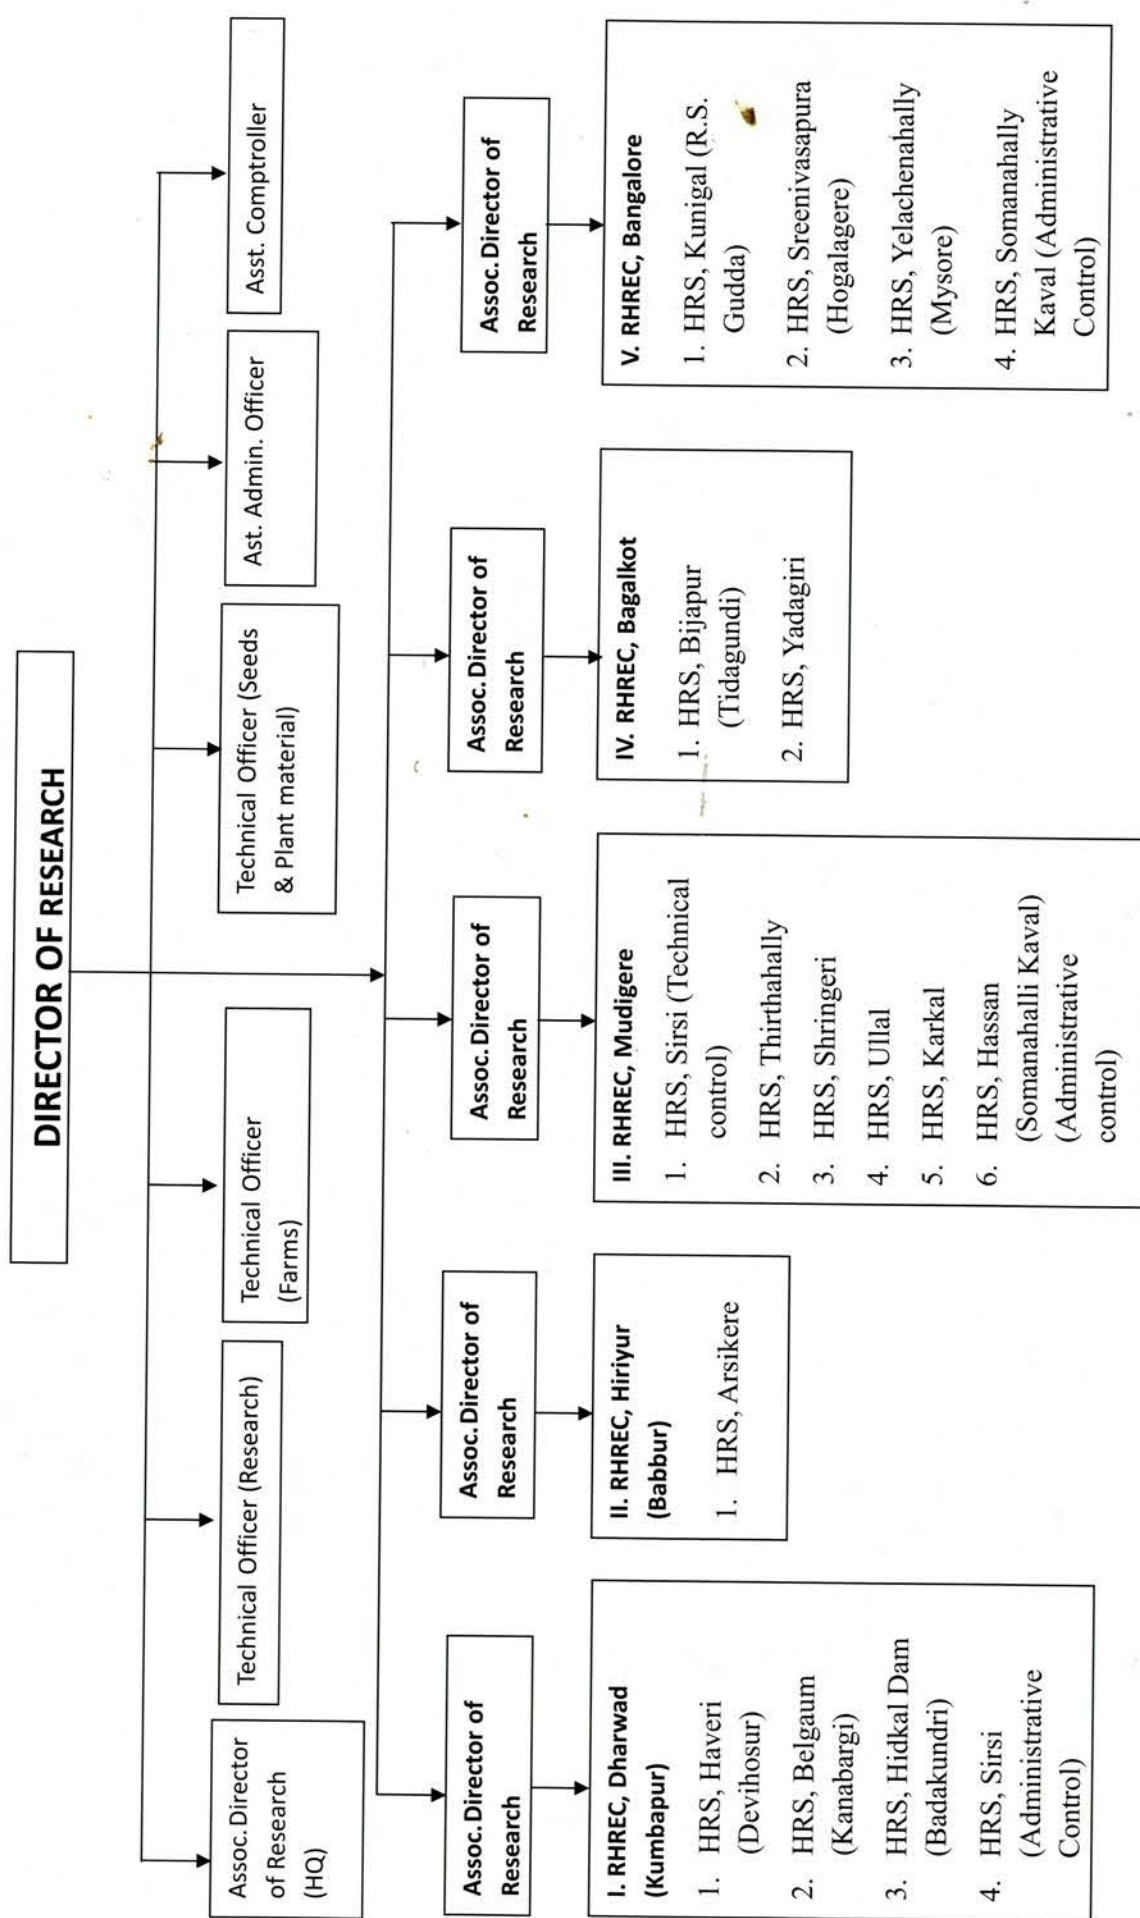 DIRECTOR OF RESEARCH
Assoc. Director
of Research
(HQ)
Technical Officer (Research)
Technical Officer
(Farms)
Technical Officer (Seeds
& Plant material)
Ast. Admin. Officer
Asst. Comptroller
Assoc. Director of
Research
Assoc. Director of
Research
Assoc. Director of
Research
Assoc. Director of
Research
Assoc. Director of
Research
I. RHREC, Dharwad
(Kumbapur)
1. HRS, Haveri
(Devihosur)
2. HRS, Belgaum
(Kanabargi)
3. HRS, Hidkal Dam
(Badakundri)
4. HRS, Sirsi
(Administrative
Control)
II. RHREC, Hiriyur
(Babbur)
1. HRS, Arsikere
III. RHREC, Mudigere
1. HRS, Sirsi (Technical
control)
2. HRS, Thirthahally
3. HRS, Shringeri
4. HRS, Ullal
5. HRS, Karkal
6. HRS, Hassan
(Somanahalli Kaval)
(Administrative
control)
IV. RHREC, Bagalkot
1. HRS, Bijapur
(Tidagundi)
2. HRS, Yadagiri
V. RHREC, Bangalore
1. HRS, Kunigal (R.S.
Gudda)
2. HRS, Sreenivasapura
(Hogalagere)
3. HRS, Yelachenahally
(Mysore)
4. HRS, Somanahally
Kaval (Administrative
Control)